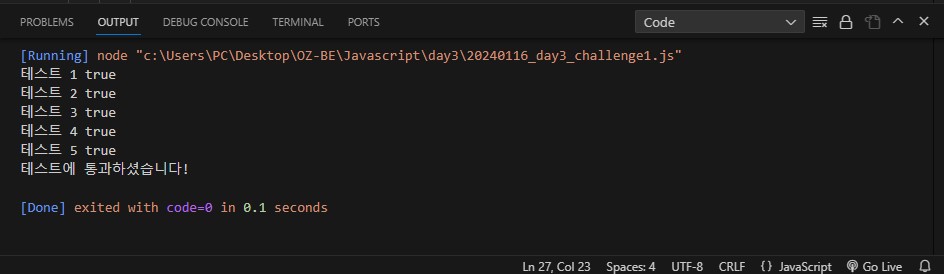 PROBLEMS OUTPUT DEBUG CONSOLE TERMINAL PORTS Code
[Running] node "c:\Users\PC\Desktop\OZ-BE\Javascript\day3\20240116_day3_challenge1.js"
테스트 1 true
테스트 2 true
테스트 3 true
테스트 4 true
테스트 5 true
테스트에 통과하셨습니다!
[Done] exited with code=0 in 0.1 seconds
Ln 27, Col 23 Spaces: 4 UTF-8 CRLF {} JavaScript Go Live